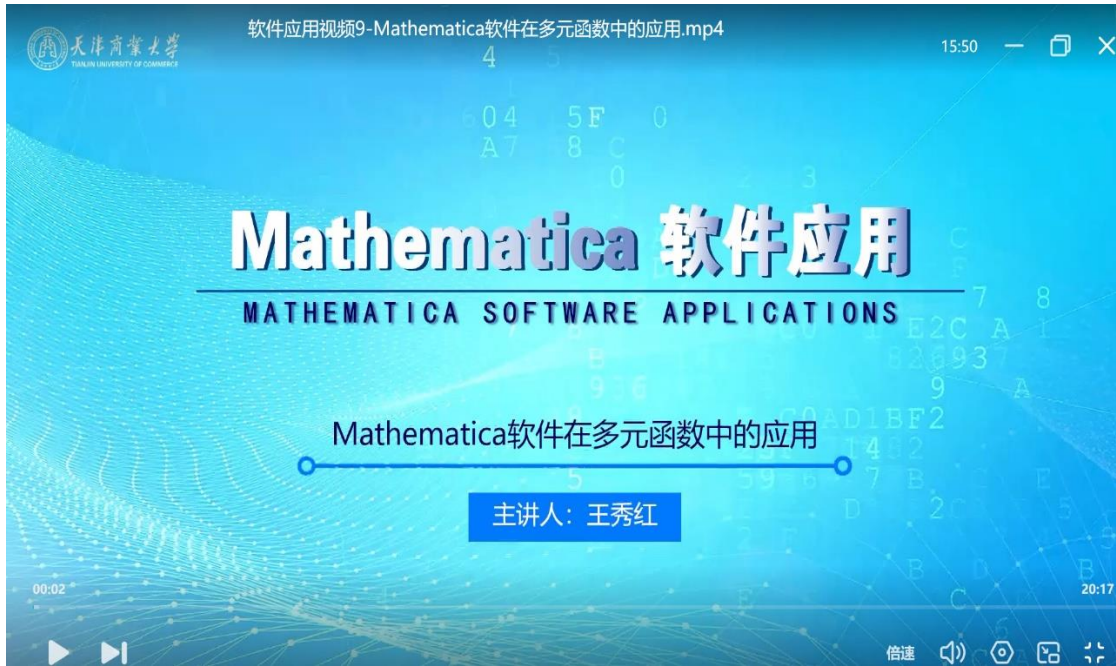 软件应用视频9-Mathematica软件在多元函数中的应用.mp4
15:50
天津商业大学
TIANJIN UNIVERSITY OF COMMERCE
Mathematica 软件应用
MATHEMATICA SOFTWARE APPLICATIONS
Mathematica软件在多元函数中的应用
主讲人：王秀红
00:02
20:17
倍速